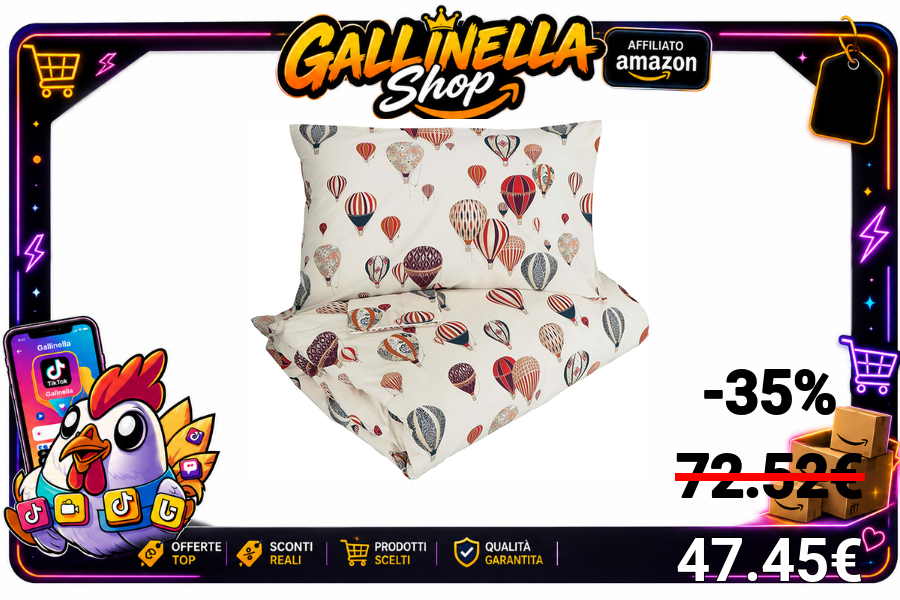 GALLINELLA
Shop
AFFILIATO
amazon
Gallinella
TikTok
Gallinella
-35%
72.52€
47.45€
OFFERTE
TOP
SCONTI
REALI
PRODOTTI
SCELTI
QUALITÀ
GARANTITA